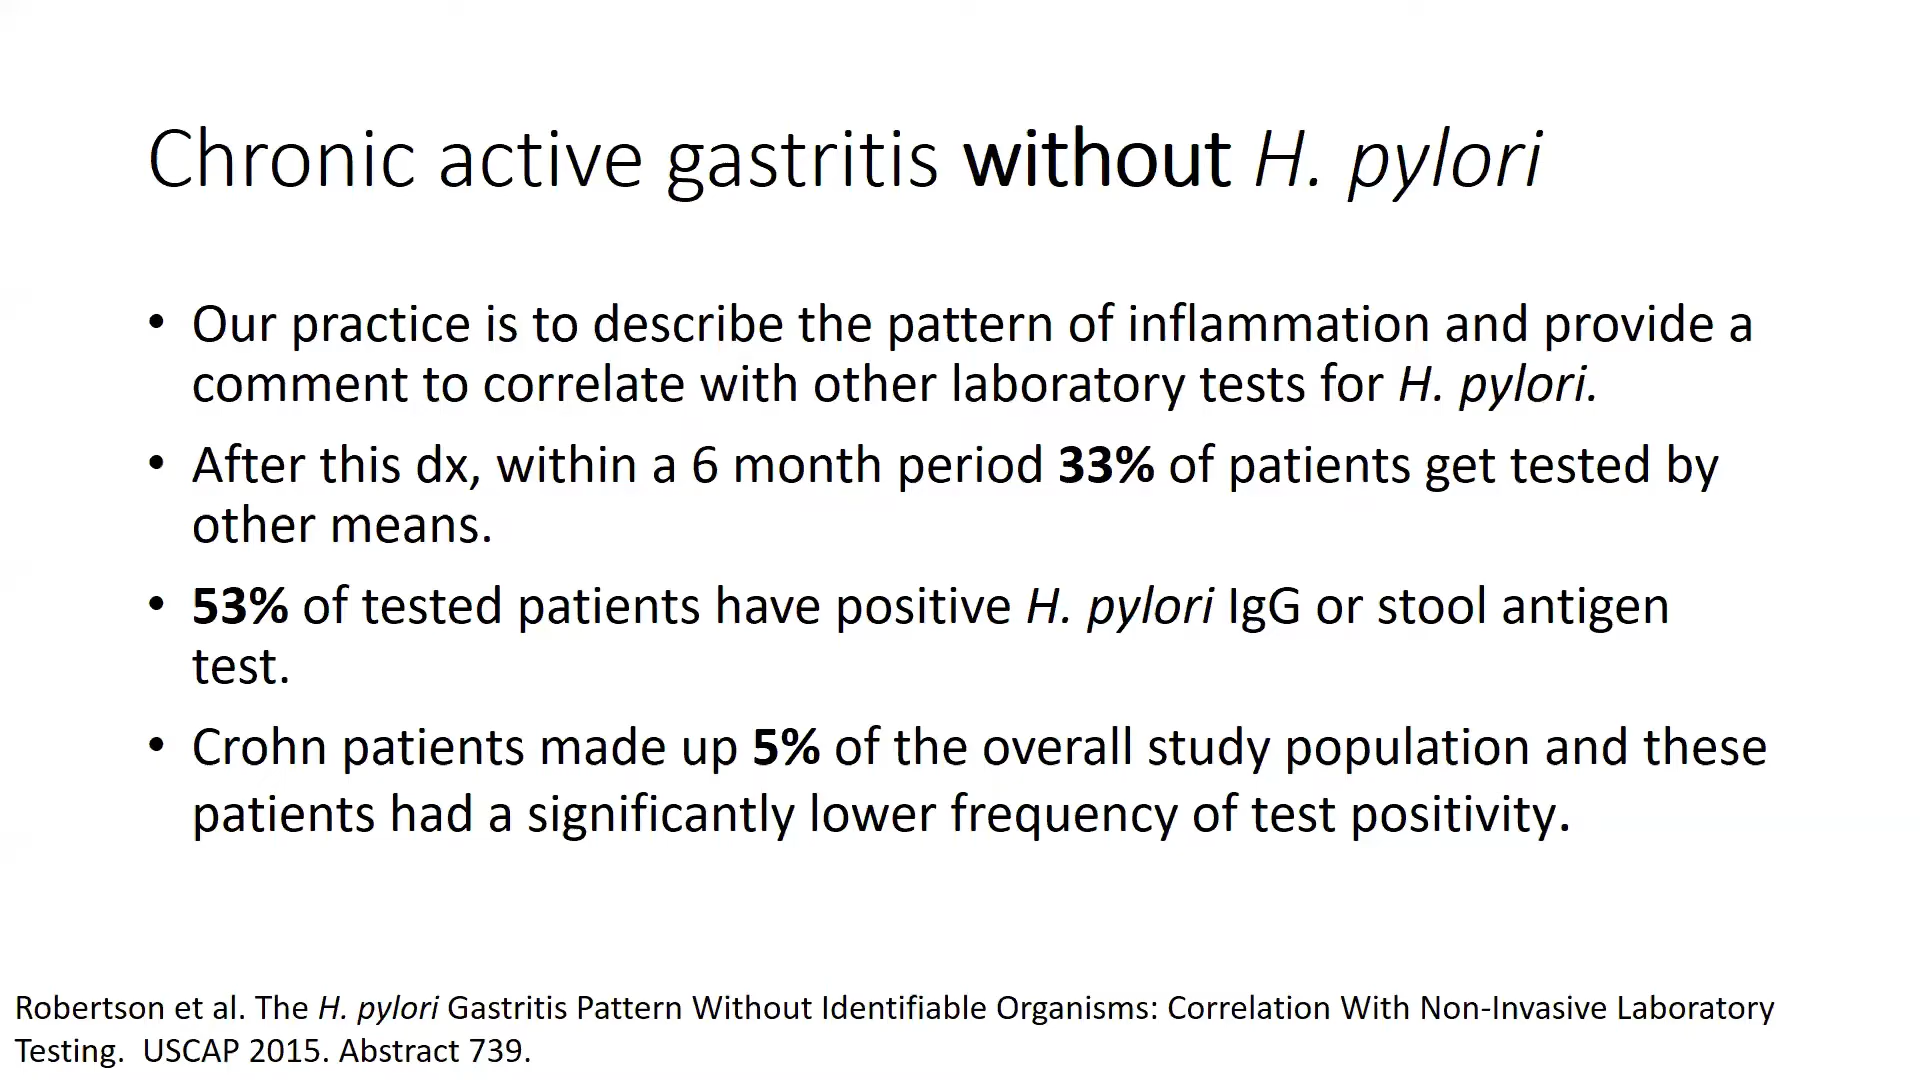 Chronic active gastritis without H. pylori
• Our practice is to describe the pattern of inflammation and provide a
comment to correlate with other laboratory tests for H. pylori.
• After this dx, within a 6 month period 33% of patients get tested by
other means.
• 53% of tested patients have positive H. pylori IgG or stool antigen
test.
• Crohn patients made up 5% of the overall study population and these
patients had a significantly lower frequency of test positivity.
Robertson et al. The H. pylori Gastritis Pattern Without Identifiable Organisms: Correlation With Non-Invasive Laboratory
Testing.  USCAP 2015. Abstract 739.